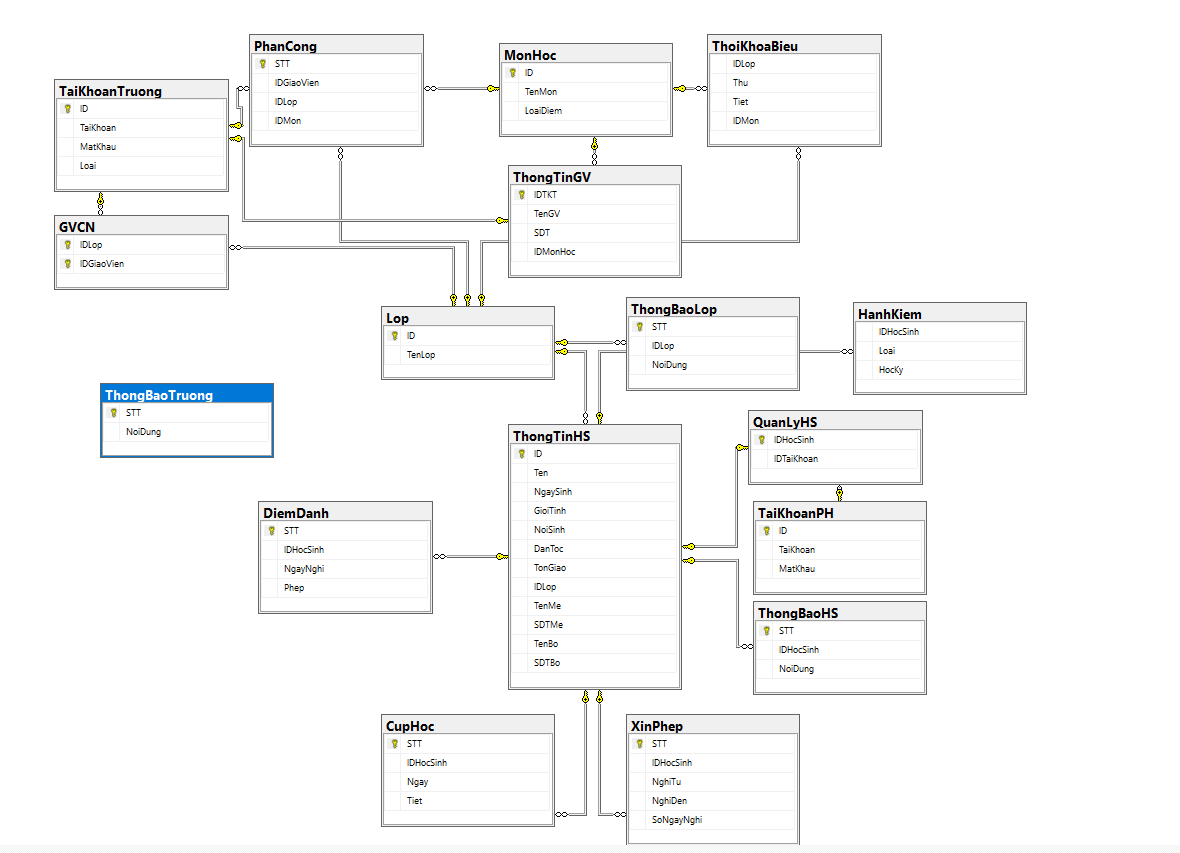 PhanCong
STT
IDGiaoVien
IDLop
IDMon
MonHoc
ID
TenMon
LoaiDiem
ThoiKhoaBieu
IDLop
Thu
Tiet
IDMon
TaiKhoanTruong
ID
TaiKhoan
MatKhau
Loai
ThongTinGV
IDTKT
TenGV
SDT
IDMonHoc
GVCN
IDLop
IDGiaoVien
Lop
ID
TenLop
ThongBaoLop
STT
IDLop
NoiDung
HanhKiem
IDHocSinh
Loai
HocKy
ThongBaoTruong
STT
NoiDung
ThongTinHS
ID
Ten
NgaySinh
GioiTinh
NoiSinh
DanToc
TonGiao
IDLop
TenMe
SDTMe
TenBo
SDTBo
QuanLyHS
IDHocSinh
IDTaiKhoan
DiemDanh
STT
IDHocSinh
NgayNghi
Phep
TaiKhoanPH
ID
TaiKhoan
MatKhau
ThongBaoHS
STT
IDHocSinh
NoiDung
CupHoc
STT
IDHocSinh
Ngay
Tiet
XinPhep
STT
IDHocSinh
NghiTu
NghiDen
SoNgayNghi